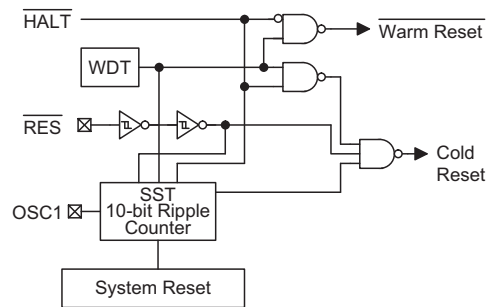 HALT
Warm Reset
WDT
RES
Cold
Reset
SST
10-bit Ripple
Counter
OSC1
System Reset